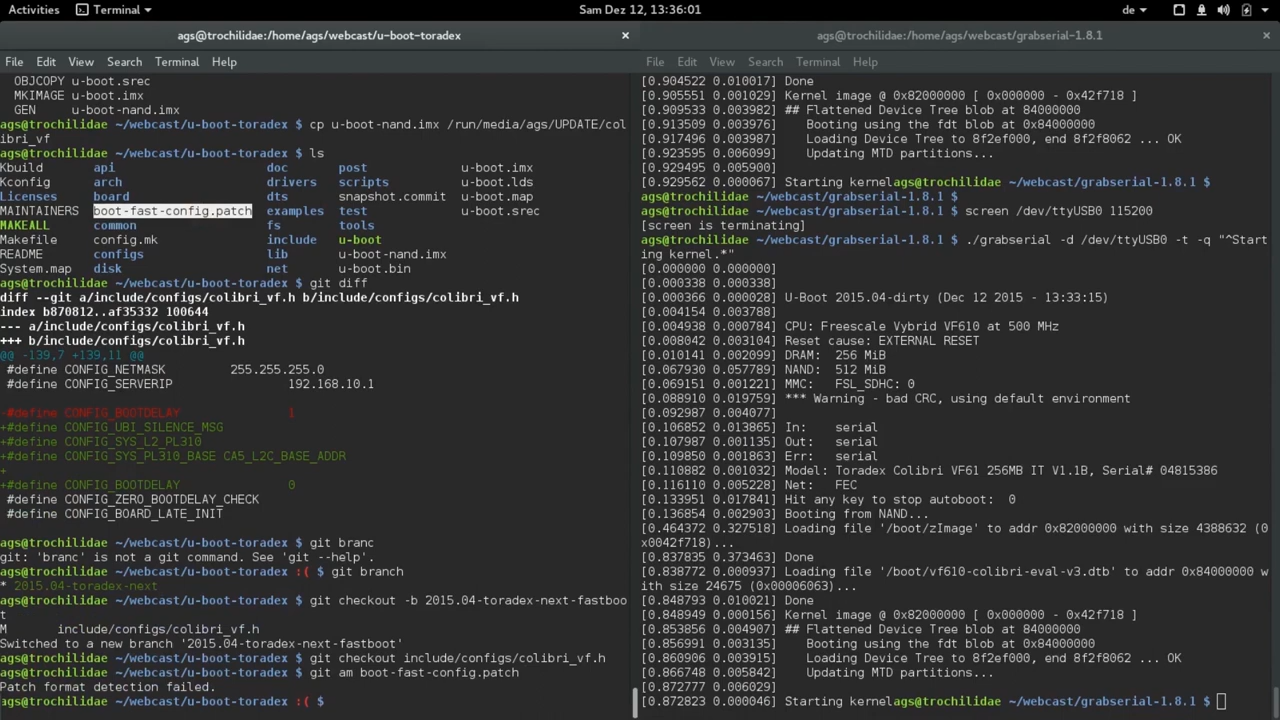 Activities Terminal Sam Dez 12, 13:36:01 de
ags@trochilidae:/home/ags/webcast/u-boot-toradex ×
File Edit View Search Terminal Help
  OBJCOPY u-boot.srec
  MKIMAGE u-boot.imx
  GEN     u-boot-nand.imx
ags@trochilidae ~/webcast/u-boot-toradex $ cp u-boot-nand.imx /run/media/ags/UPDATE/col
ibri_vf
ags@trochilidae ~/webcast/u-boot-toradex $ ls
Kbuild api doc post u-boot.imx
Kconfig arch drivers scripts u-boot.lds
Licenses board dts snapshot.commit u-boot.map
MAINTAINERS boot-fast-config.patch examples test u-boot.srec
MAKEALL common fs tools
Makefile config.mk include u-boot
README configs lib u-boot-nand.imx
System.map disk net u-boot.bin
ags@trochilidae ~/webcast/u-boot-toradex $ git diff
diff --git a/include/configs/colibri_vf.h b/include/configs/colibri_vf.h
index b870812..af35332 100644
--- a/include/configs/colibri_vf.h
+++ b/include/configs/colibri_vf.h
@@ -139,7 +139,11 @@
 #define CONFIG_NETMASK 255.255.255.0
 #define CONFIG_SERVERIP 192.168.10.1
-#define CONFIG_BOOTDELAY 1
+#define CONFIG_UBI_SILENCE_MSG
+#define CONFIG_SYS_L2_PL310
+#define CONFIG_SYS_PL310_BASE CA5_L2C_BASE_ADDR
+
+#define CONFIG_BOOTDELAY 0
 #define CONFIG_ZERO_BOOTDELAY_CHECK
 #define CONFIG_BOARD_LATE_INIT
ags@trochilidae ~/webcast/u-boot-toradex $ git branc
git: 'branc' is not a git command. See 'git --help'.
ags@trochilidae ~/webcast/u-boot-toradex :( $ git branch
* 2015.04-toradex-next
ags@trochilidae ~/webcast/u-boot-toradex $ git checkout -b 2015.04-toradex-next-fastboo
t
M       include/configs/colibri_vf.h
Switched to a new branch '2015.04-toradex-next-fastboot'
ags@trochilidae ~/webcast/u-boot-toradex $ git checkout include/configs/colibri_vf.h
ags@trochilidae ~/webcast/u-boot-toradex $ git am boot-fast-config.patch
Patch format detection failed.
ags@trochilidae ~/webcast/u-boot-toradex :( $
ags@trochilidae:/home/ags/webcast/grabserial-1.8.1 ×
File Edit View Search Terminal Help
[0.904522 0.010017] Done
[0.905551 0.001029] Kernel image @ 0x82000000 [ 0x000000 - 0x42f718 ]
[0.909533 0.003982] ## Flattened Device Tree blob at 84000000
[0.913509 0.003976]    Booting using the fdt blob at 0x84000000
[0.917496 0.003987]    Loading Device Tree to 8f2ef000, end 8f2f8062 ... OK
[0.923595 0.006099]    Updating MTD partitions...
[0.929495 0.005900]
[0.929562 0.000067] Starting kernelags@trochilidae ~/webcast/grabserial-1.8.1 $
ags@trochilidae ~/webcast/grabserial-1.8.1 $ screen /dev/ttyUSB0 115200
[screen is terminating]
ags@trochilidae ~/webcast/grabserial-1.8.1 $ ./grabserial -d /dev/ttyUSB0 -t -q "^Start
ing kernel.*"
[0.000000 0.000000]
[0.000338 0.000338]
[0.000366 0.000028] U-Boot 2015.04-dirty (Dec 12 2015 - 13:33:15)
[0.004154 0.003788]
[0.004938 0.000784] CPU: Freescale Vybrid VF610 at 500 MHz
[0.008042 0.003104] Reset cause: EXTERNAL RESET
[0.010141 0.002099] DRAM:  256 MiB
[0.067930 0.057789] NAND:  512 MiB
[0.069151 0.001221] MMC:   FSL_SDHC: 0
[0.088910 0.019759] *** Warning - bad CRC, using default environment
[0.092987 0.004077]
[0.106852 0.013865] In:    serial
[0.107987 0.001135] Out:   serial
[0.109850 0.001863] Err:   serial
[0.110882 0.001032] Model: Toradex Colibri VF61 256MB IT V1.1B, Serial# 04815386
[0.116110 0.005228] Net:   FEC
[0.133951 0.017841] Hit any key to stop autoboot:  0
[0.136854 0.002903] Booting from NAND...
[0.464372 0.327518] Loading file '/boot/zImage' to addr 0x82000000 with size 4388632 (0
x0042f718)...
[0.837835 0.373463] Done
[0.838772 0.000937] Loading file '/boot/vf610-colibri-eval-v3.dtb' to addr 0x84000000 w
ith size 24675 (0x00006063)...
[0.848793 0.010021] Done
[0.848949 0.000156] Kernel image @ 0x82000000 [ 0x000000 - 0x42f718 ]
[0.853856 0.004907] ## Flattened Device Tree blob at 84000000
[0.856991 0.003135]    Booting using the fdt blob at 0x84000000
[0.860906 0.003915]    Loading Device Tree to 8f2ef000, end 8f2f8062 ... OK
[0.866748 0.005842]    Updating MTD partitions...
[0.872777 0.006029]
[0.872823 0.000046] Starting kernelags@trochilidae ~/webcast/grabserial-1.8.1 $